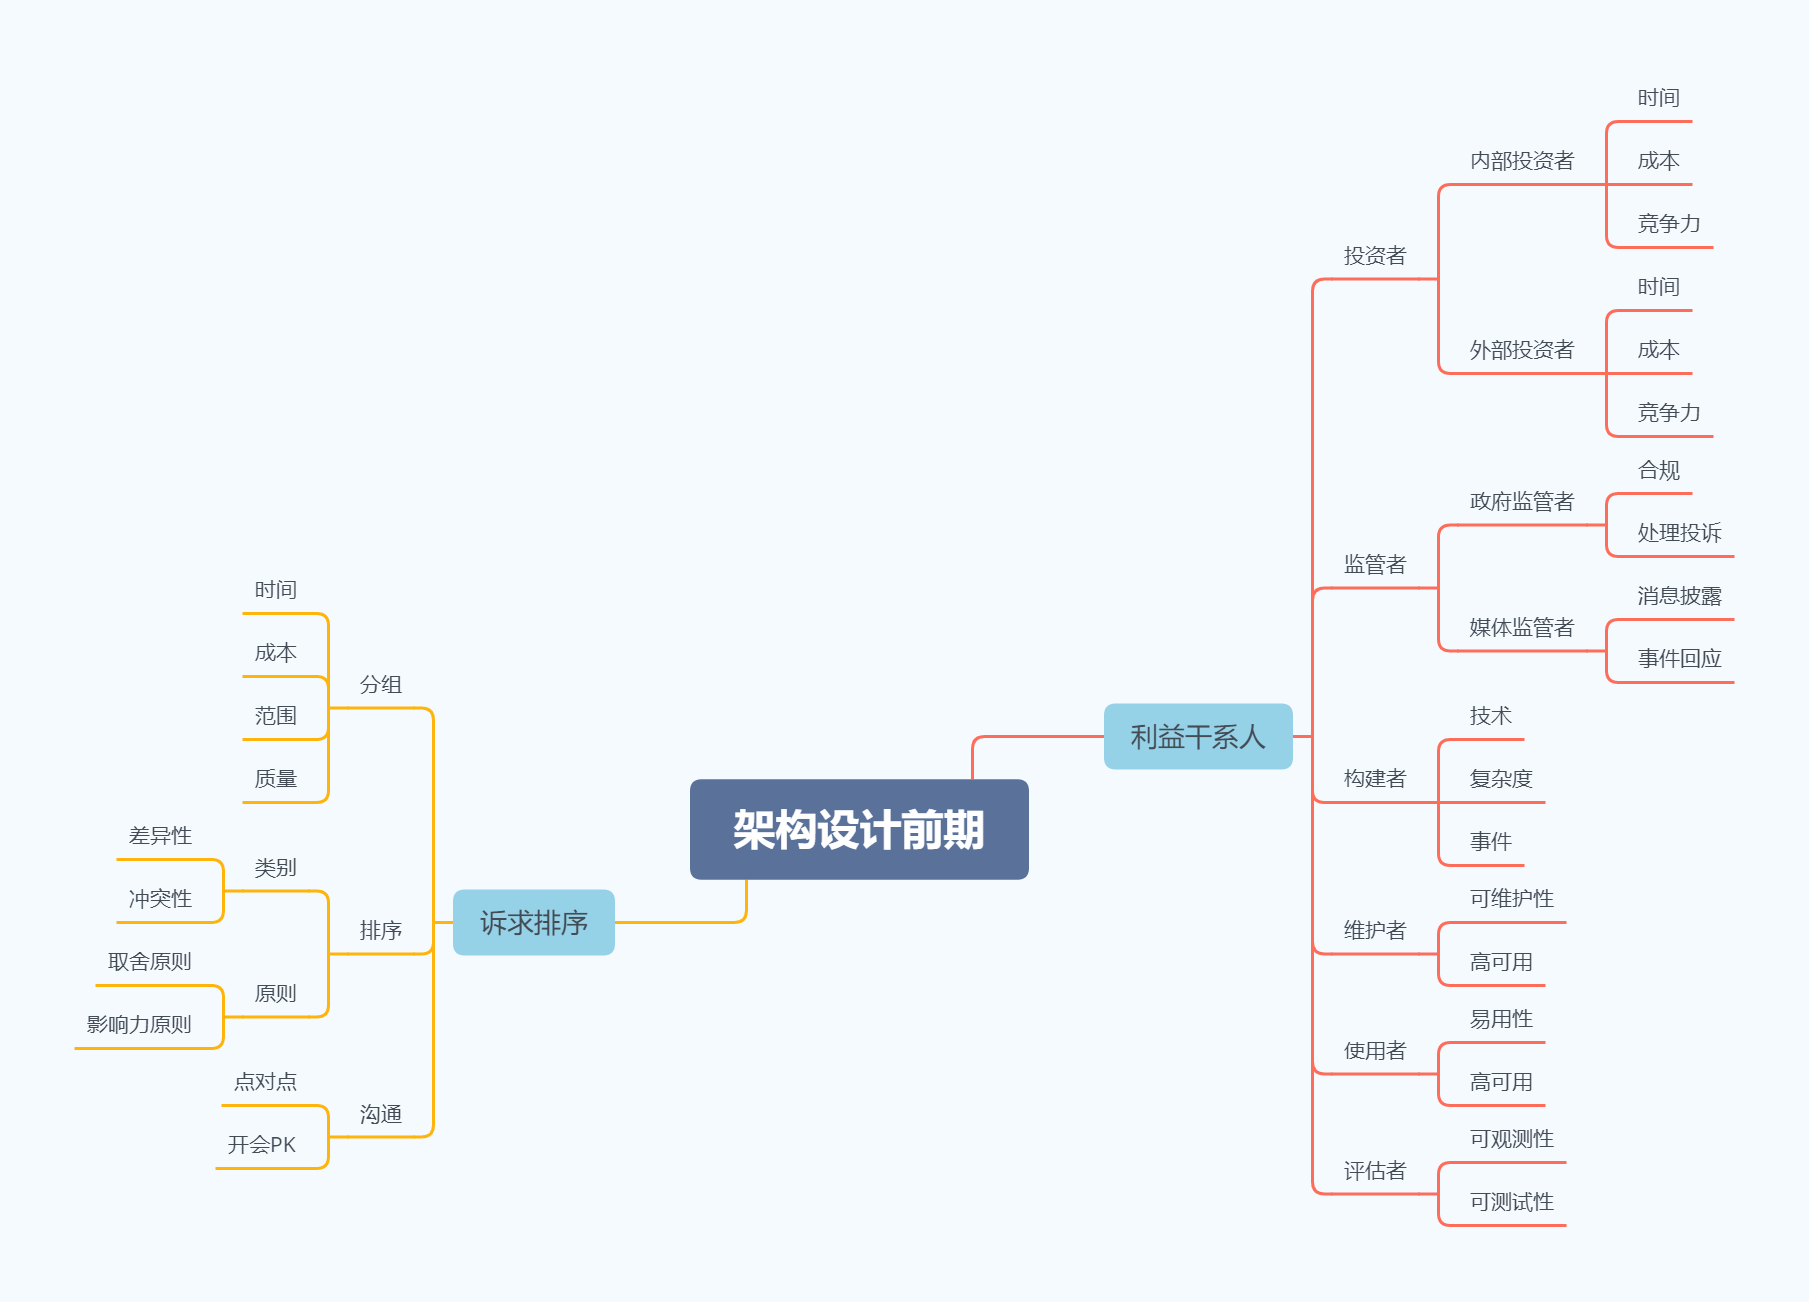 架构设计前期
利益干系人
投资者
内部投资者
时间
成本
竞争力
外部投资者
时间
成本
竞争力
监管者
政府监管者
合规
处理投诉
媒体监管者
消息披露
事件回应
构建者
技术
复杂度
事件
维护者
可维护性
高可用
使用者
易用性
高可用
评估者
可观测性
可测试性
诉求排序
分组
时间
成本
范围
质量
排序
类别
差异性
冲突性
原则
取舍原则
影响力原则
沟通
点对点
开会PK